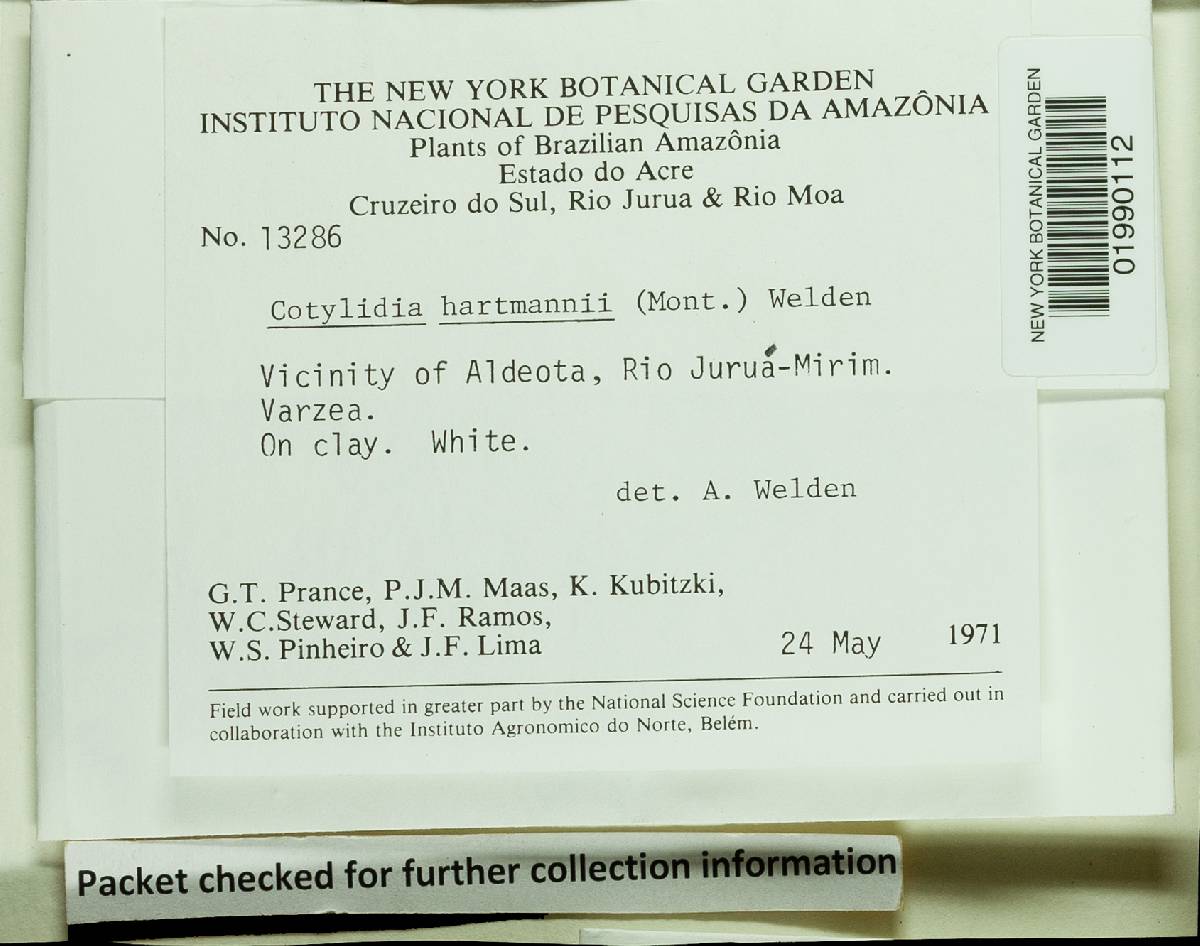 THE NEW YORK BOTANICAL GARDEN
INSTITUTO NACIONAL DE PESQUISAS DA AMAZÔNIA
Plants of Brazilian Amazônia
Estado do Acre
Cruzeiro do Sul, Rio Jurua & Rio Moa
No. 13286
Cotylidia hartmannii (Mont.) Welden
Vicinity of Aldeota, Rio Juruá-Mirim.
Varzea.
On clay. White.
det. A. Welden
G.T. Prance, P.J.M. Maas, K. Kubitzki,
W.C.Steward, J.F. Ramos,
W.S. Pinheiro & J.F. Lima
24 May 1971
Field work supported in greater part by the National Science Foundation and carried out in
collaboration with the Instituto Agronomico do Norte, Belém.
NEW YORK BOTANICAL GARDEN
01990112
Packet checked for further collection information